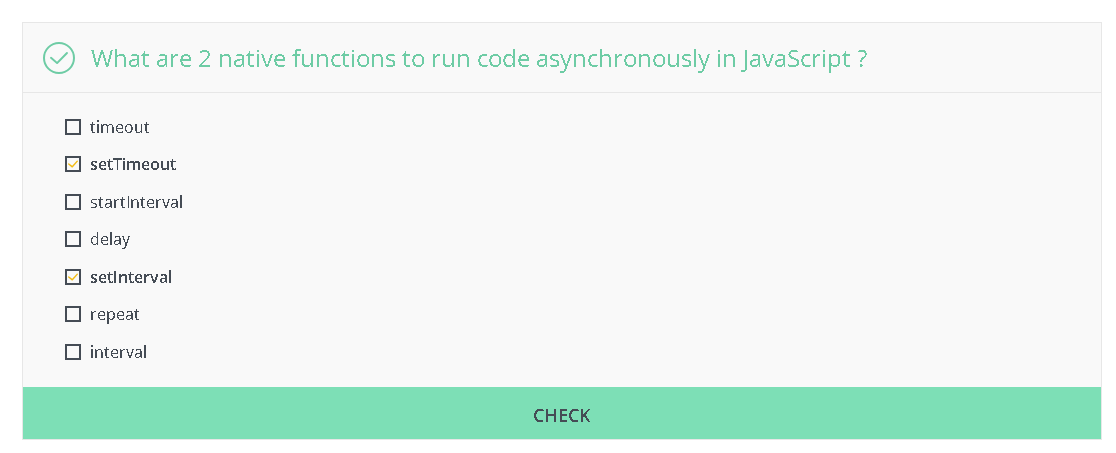 What are 2 native functions to run code asynchronously in JavaScript ?
timeout
setTimeout
startInterval
delay
setInterval
repeat
interval
CHECK